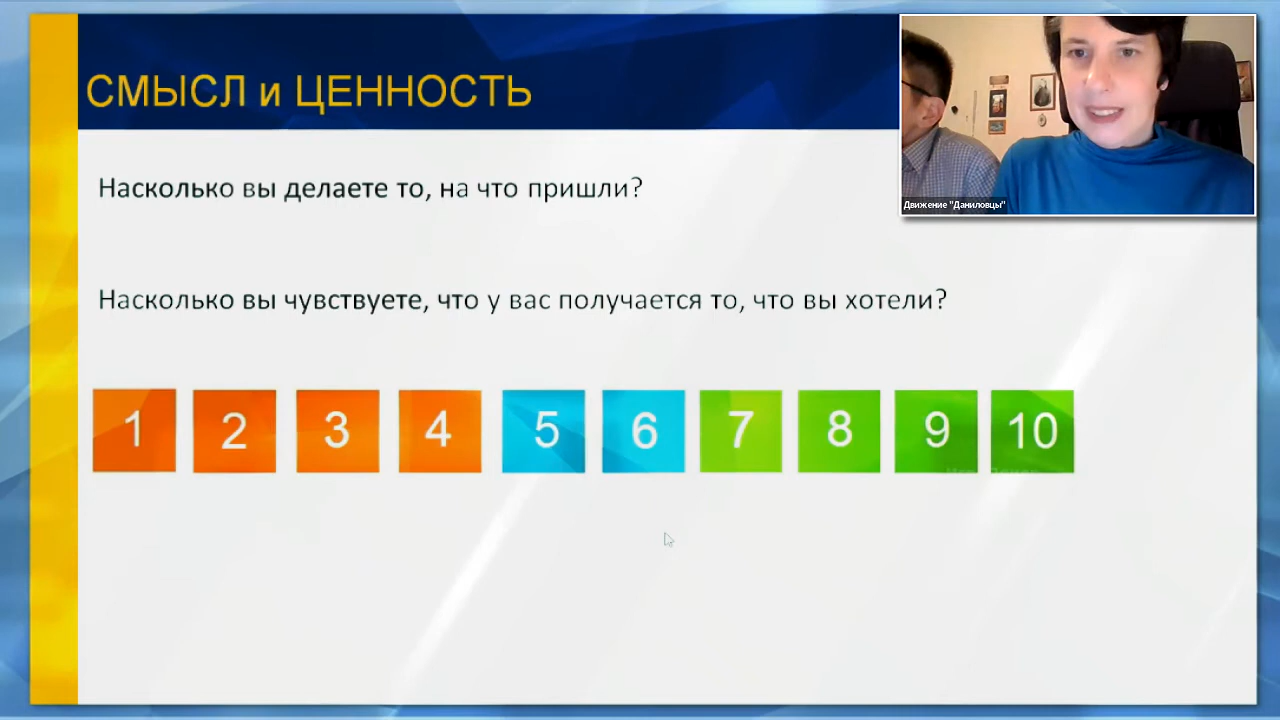 СМЫСЛ и ЦЕННОСТЬ
Движение "Даниловцы"
Насколько вы делаете то, на что пришли?
Насколько вы чувствуете, что у вас получается то, что вы хотели?
1 2 3 4 5 6 7 8 9 10